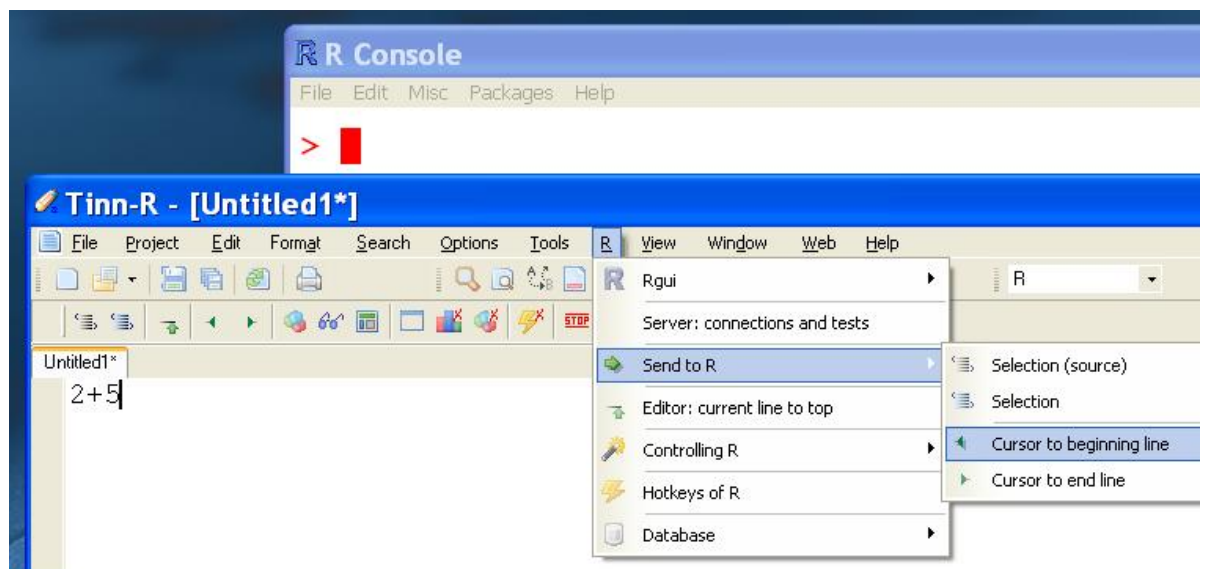 R R Console
File Edit Misc Packages Help
>
Tinn-R - [Untitled1*]
File Project Edit Format Search Options Tools R View Window Web Help
R
STOP
Untitled1*
2+5
R Rgui
Server: connections and tests
Send to R
Editor: current line to top
Controlling R
Hotkeys of R
Database
Selection (source)
Selection
Cursor to beginning line
Cursor to end line